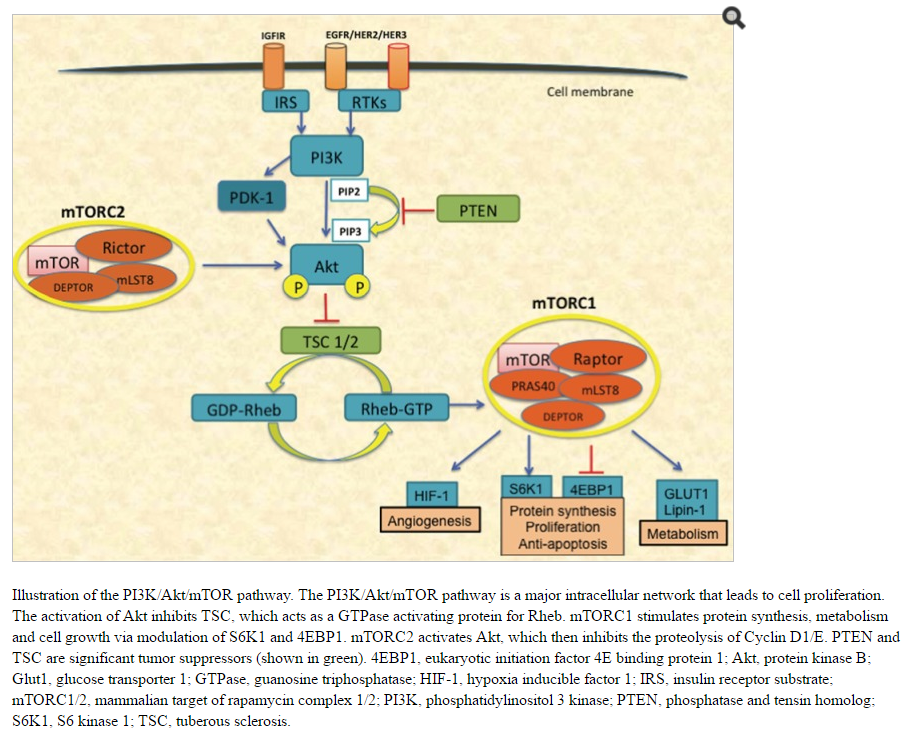 IGFIR
EGFR/HER2/HER3
Cell membrane
IRS
RTKs
PI3K
PIP2
PDK-1
PTEN
PIP3
mTORC2
Rictor
mTOR
mLST8
DEPTOR
Akt
P
P
TSC 1/2
GDP-Rheb
Rheb-GTP
mTORC1
mTOR
Raptor
PRAS40
mLST8
DEPTOR
HIF-1
Angiogenesis
S6K1
4EBP1
Protein synthesis
Proliferation
Anti-apoptosis
GLUT1
Lipin-1
Metabolism
Illustration of the PI3K/Akt/mTOR pathway. The PI3K/Akt/mTOR pathway is a major intracellular network that leads to cell proliferation.
The activation of Akt inhibits TSC, which acts as a GTPase activating protein for Rheb. mTORC1 stimulates protein synthesis, metabolism
and cell growth via modulation of S6K1 and 4EBP1. mTORC2 activates Akt, which then inhibits the proteolysis of Cyclin D1/E. PTEN and
TSC are significant tumor suppressors (shown in green). 4EBP1, eukaryotic initiation factor 4E binding protein 1; Akt, protein kinase B;
Glut1, glucose transporter 1; GTPase, guanosine triphosphatase; HIF-1, hypoxia inducible factor 1; IRS, insulin receptor substrate;
mTORC1/2, mammalian target of rapamycin complex 1/2; PI3K, phosphatidylinositol 3 kinase; PTEN, phosphatase and tensin homolog;
S6K1, S6 kinase 1; TSC, tuberous sclerosis.